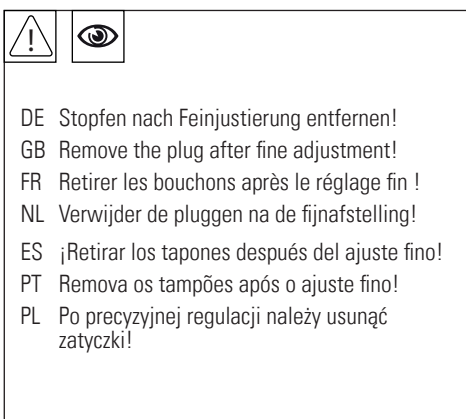 DE Stopfen nach Feinjustierung entfernen!
GB Remove the plug after fine adjustment!
FR Retirer les bouchons après le réglage fin !
NL Verwijder de pluggen na de fijnafstelling!
ES ¡Retirar los tapones después del ajuste fino!
PT Remova os tampões após o ajuste fino!
PL Po precyzyjnej regulacji należy usunąć
zatyczki!